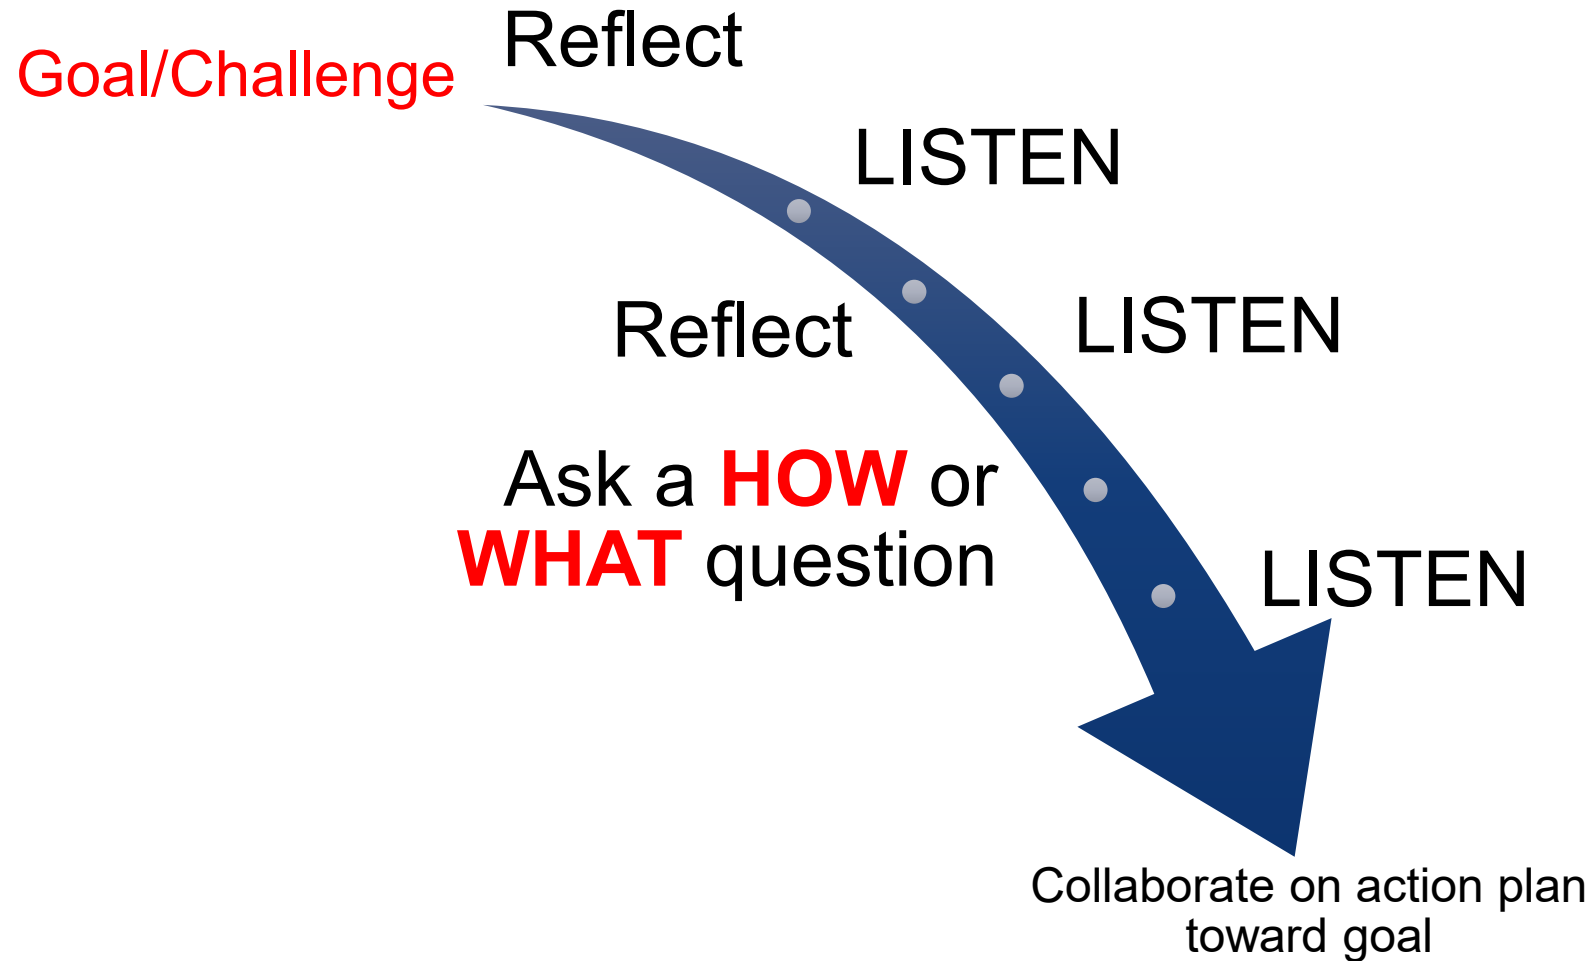 Goal/Challenge
Reflect
LISTEN
Reflect
LISTEN
Ask a HOW or
WHAT question
LISTEN
Collaborate on action plan
toward goal